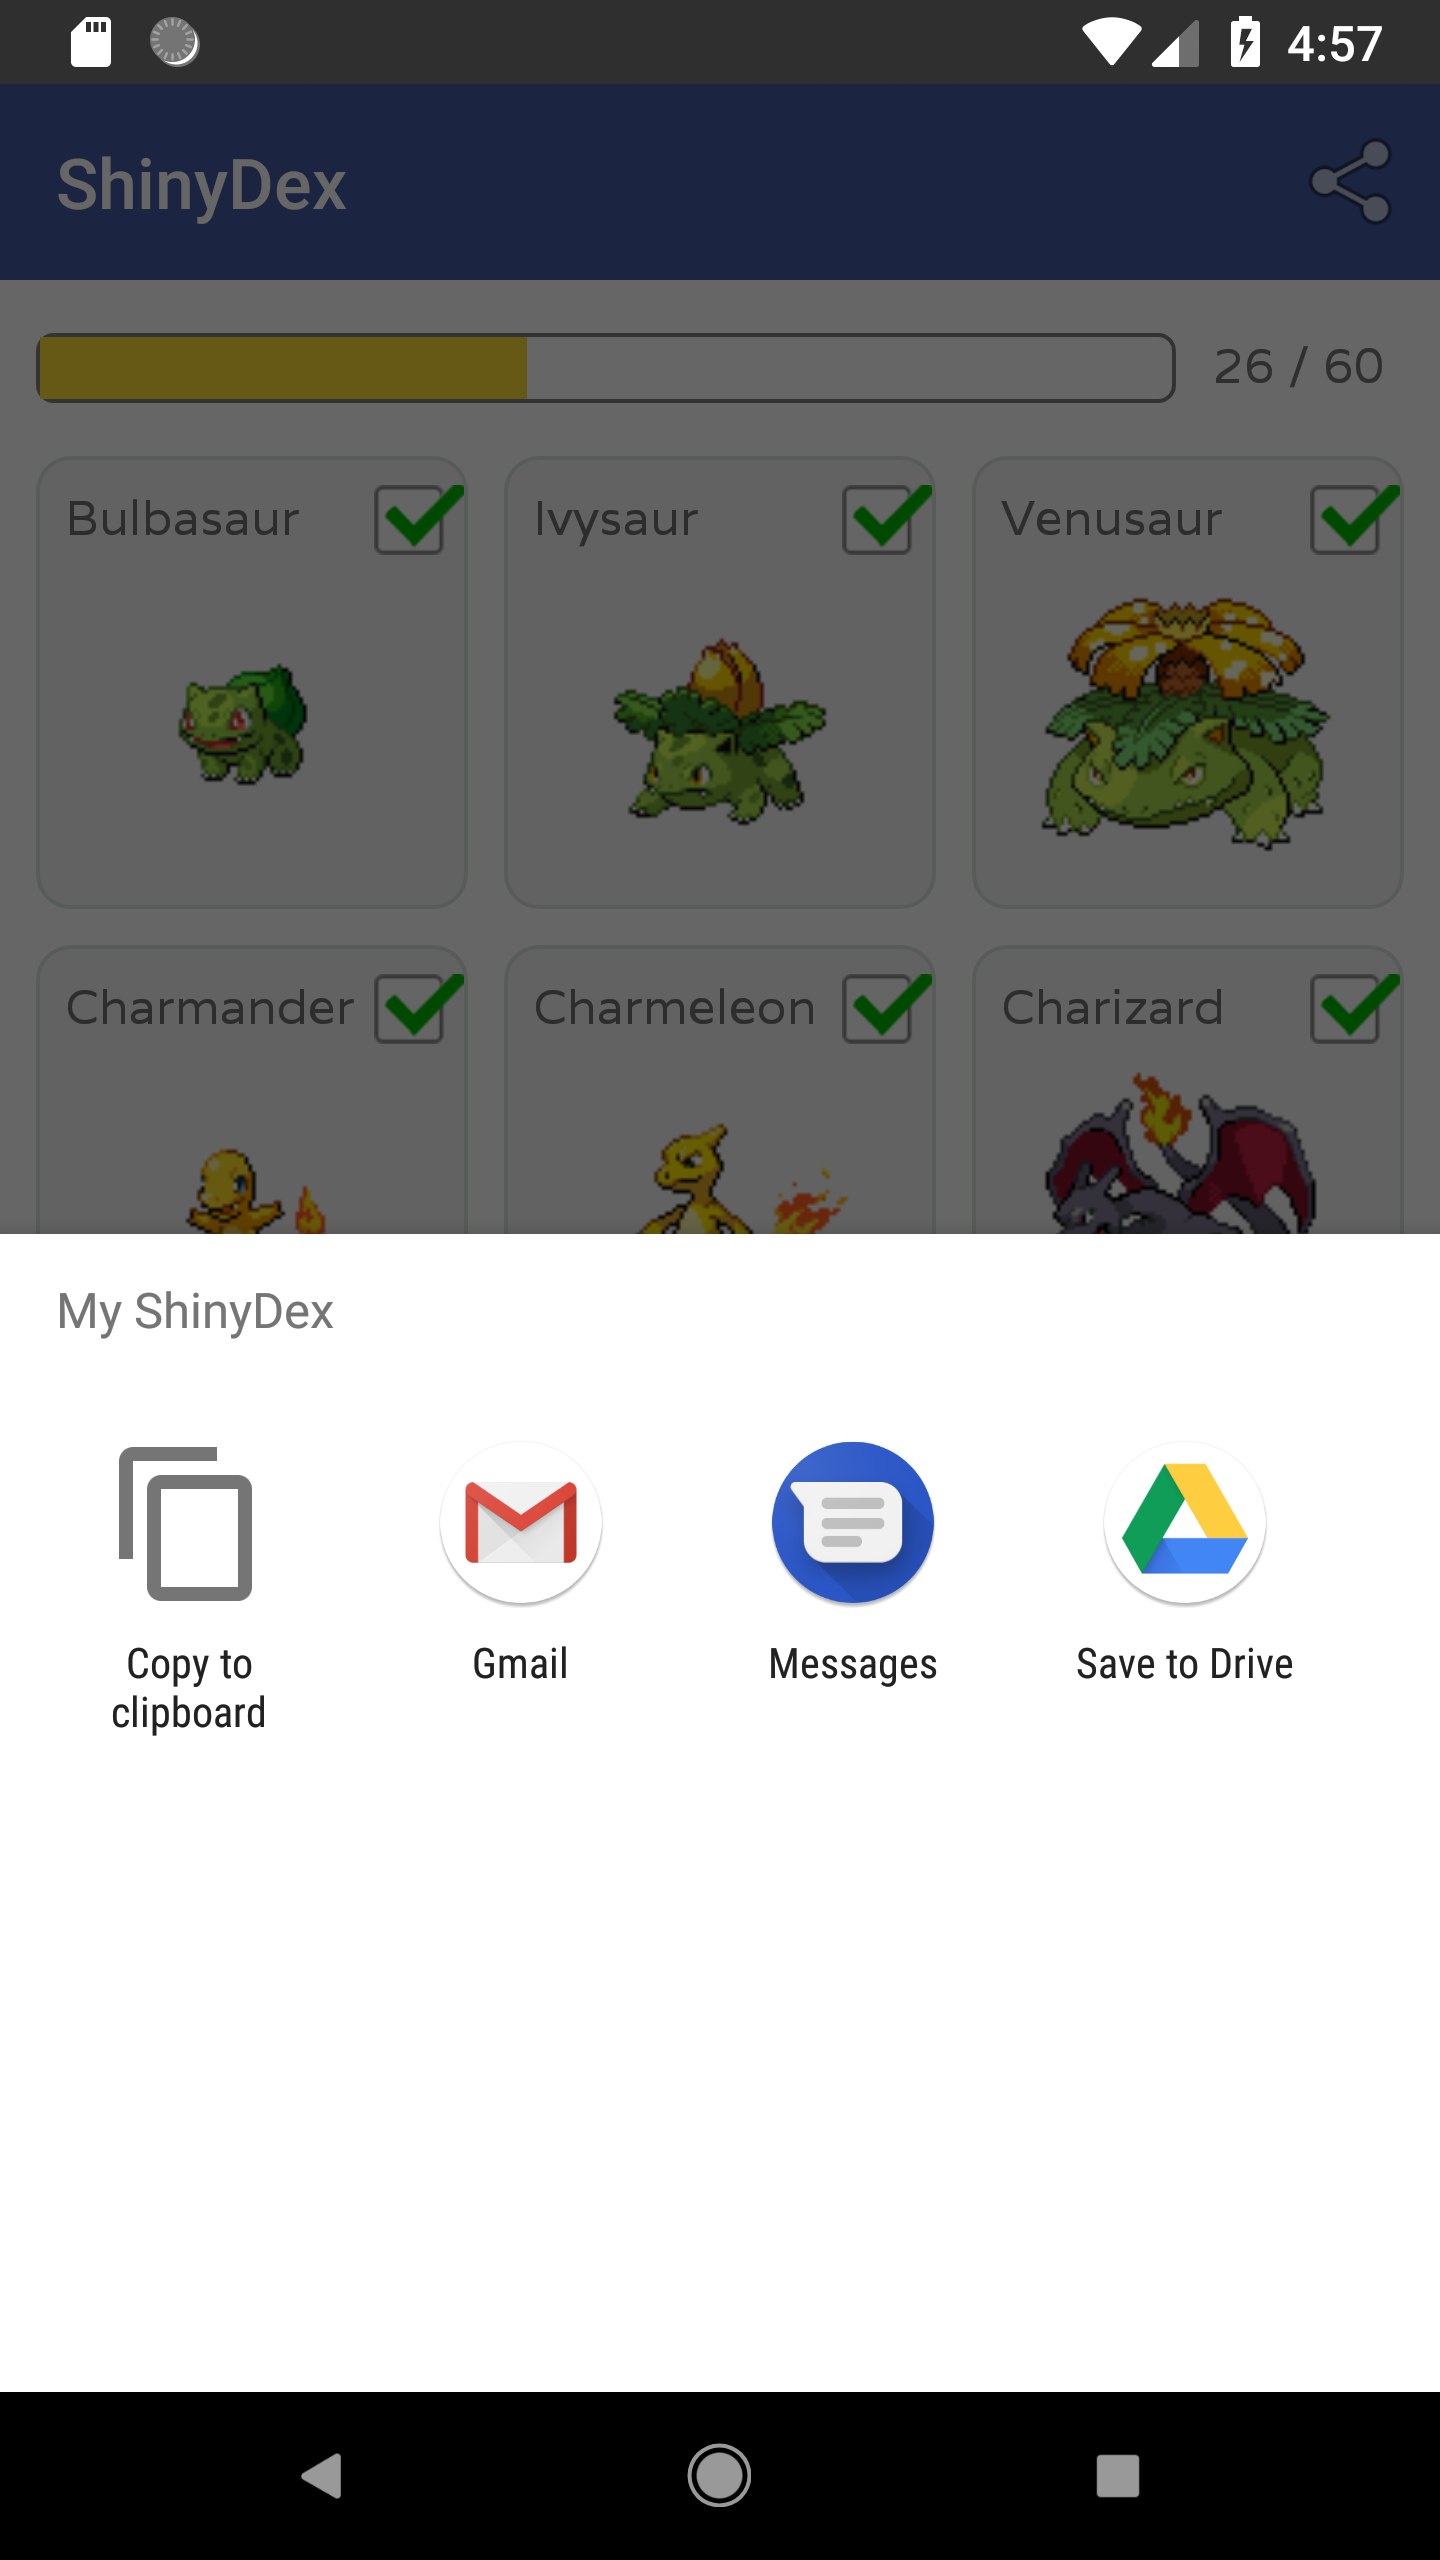 4:57
ShinyDex
26 / 60
Bulbasaur
Ivysaur
Venusaur
Charmander
Charmeleon
Charizard
My ShinyDex
Copy to
clipboard
Gmail
Messages
Save to Drive